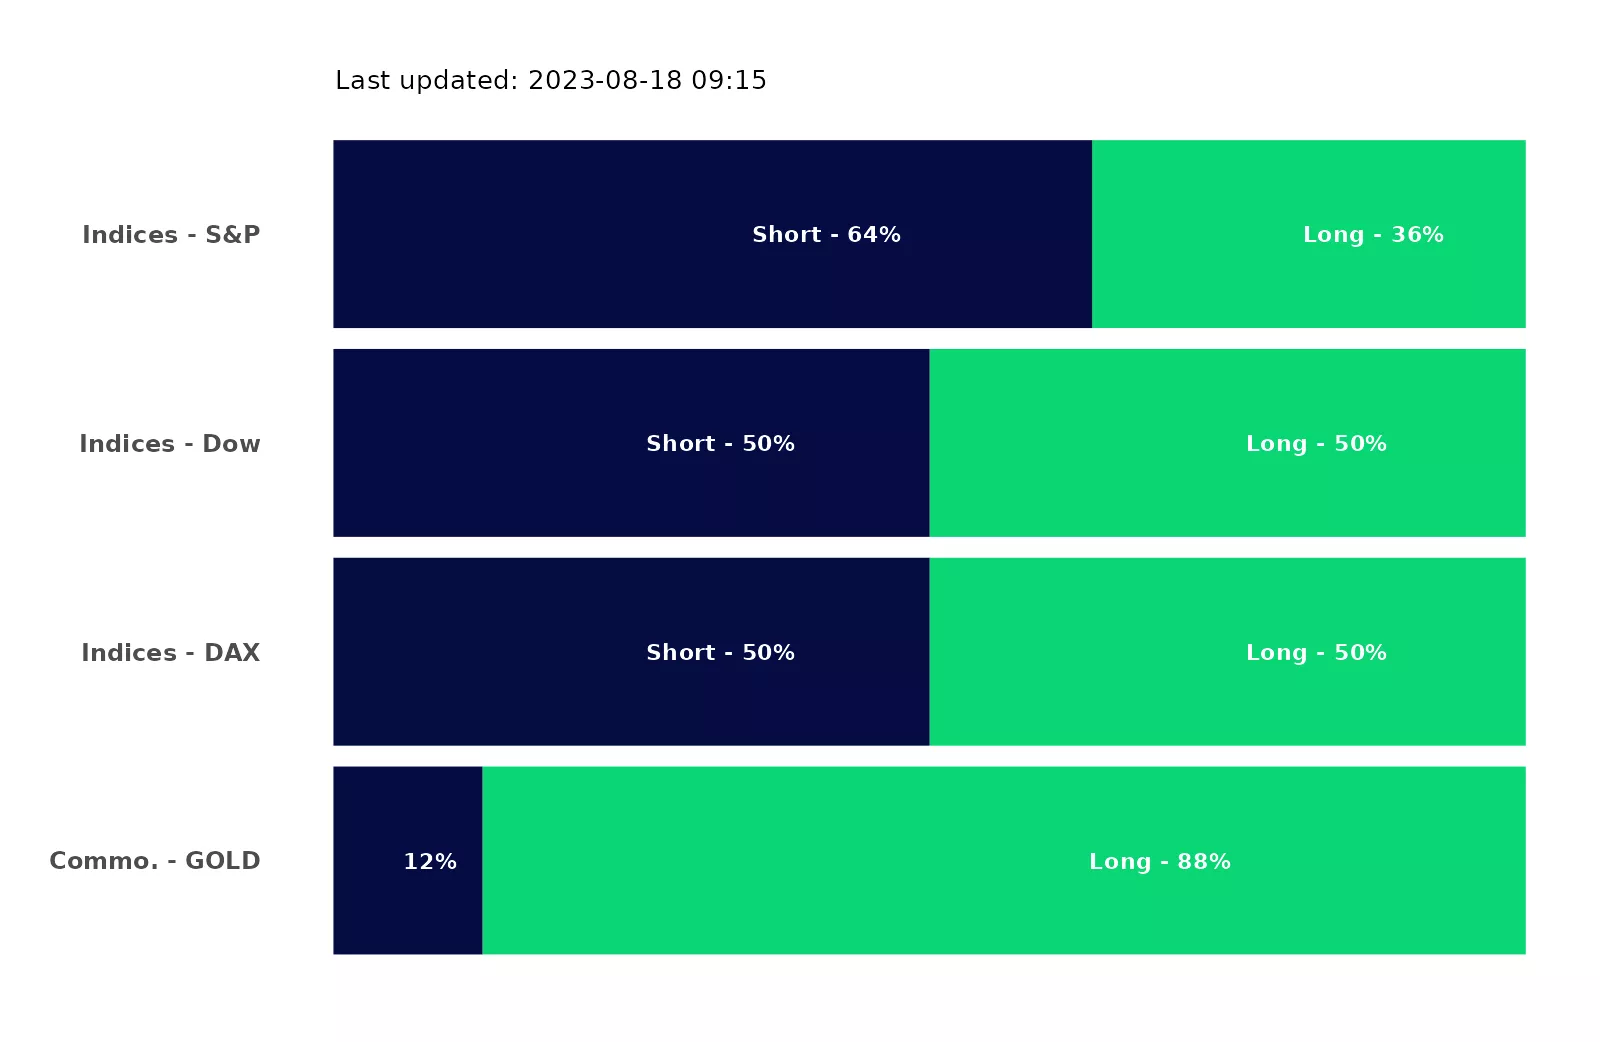 Last updated: 2023-08-18 09:15
Indices - S&P Short - 64% Long - 36%
Indices - Dow Short - 50% Long - 50%
Indices - DAX Short - 50% Long - 50%
Commo. - GOLD 12% Long - 88%